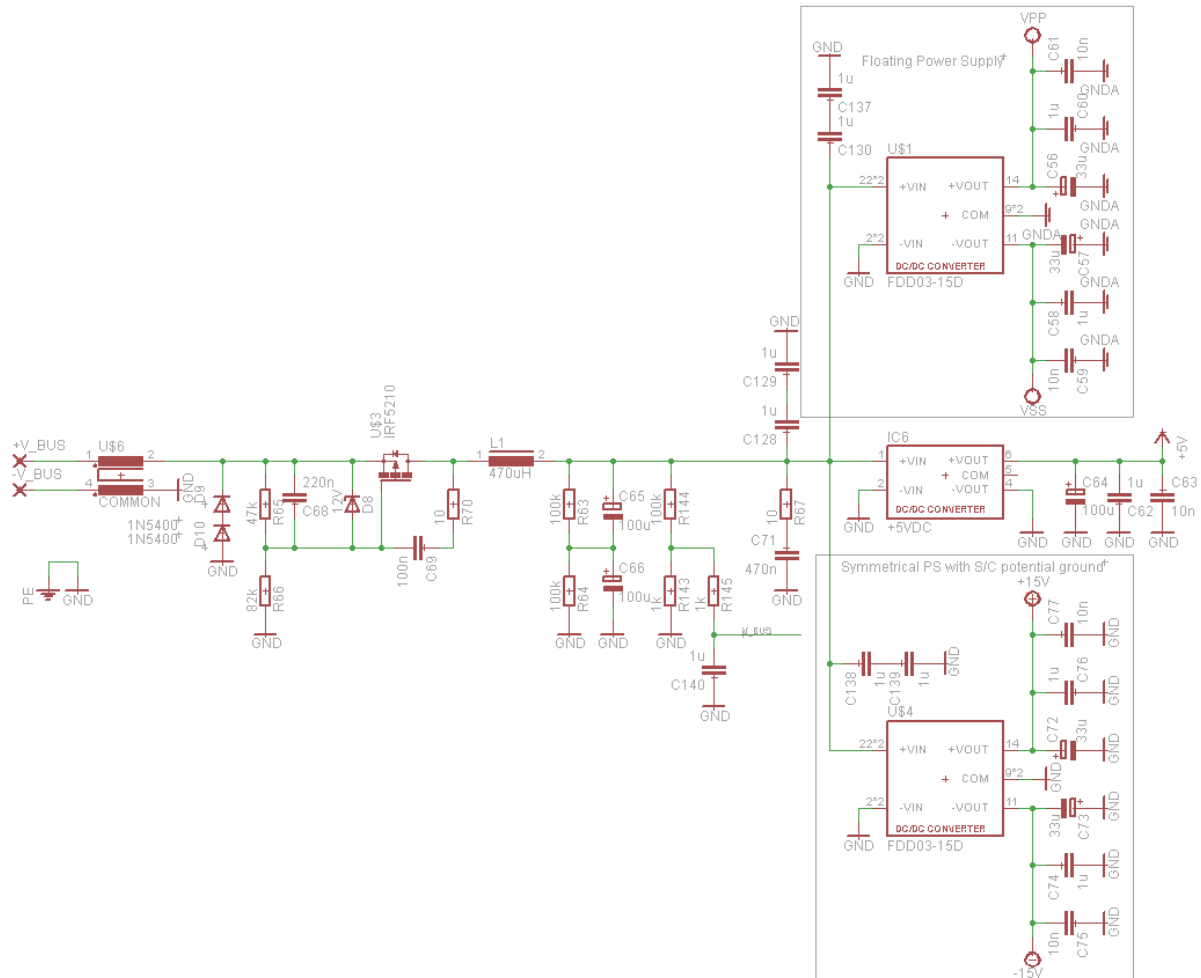 VPP
GND
Floating Power Supply
1u
C137
1u
C130
C61
10n
GNDA
1u
C60
GNDA
C56
33u
GNDA
U$1
22*2
+VIN
+VOUT
14
COM
9*2
GNDA
2*2
-VIN
-VOUT
11
DC/DC CONVERTER
FDD03-15D
GND
33u
C57
GNDA
C58
1u
GNDA
10n
C59
VSS
GND
1u
C129
1u
C128
+V_BUS
-V_BUS
U$6
1
2
4
3
COMMON
GND
D9
D10
1N5400
1N5400
GND
47k
R65
220n
C68
12V
D8
U$3
IRF5210
10
R70
100n
C69
82k
R66
GND
PE
GND
L1
1
2
470uH
100k
R63
C65
100u
100k
R144
100k
R64
C66
100u
1k
R143
1k
R145
GND
GND
GND
V_BUS
1u
C140
GND
10
R67
C71
470n
GND
IC6
1
+VIN
+VOUT
6
COM
5
2
-VIN
-VOUT
4
DC/DC CONVERTER
+5VDC
GND
GND
C64
100u
GND
1u
C62
GND
C63
10n
GND
+5V
Symmetrical PS with S/C potential ground
+15V
C77
10n
GND
1u
C76
GND
C72
33u
GND
C138
1u
C139
1u
GND
U$4
22*2
+VIN
+VOUT
14
COM
9*2
GND
2*2
-VIN
-VOUT
11
DC/DC CONVERTER
FDD03-15D
GND
33u
C73
GND
C74
1u
GND
10n
C75
GND
-15V